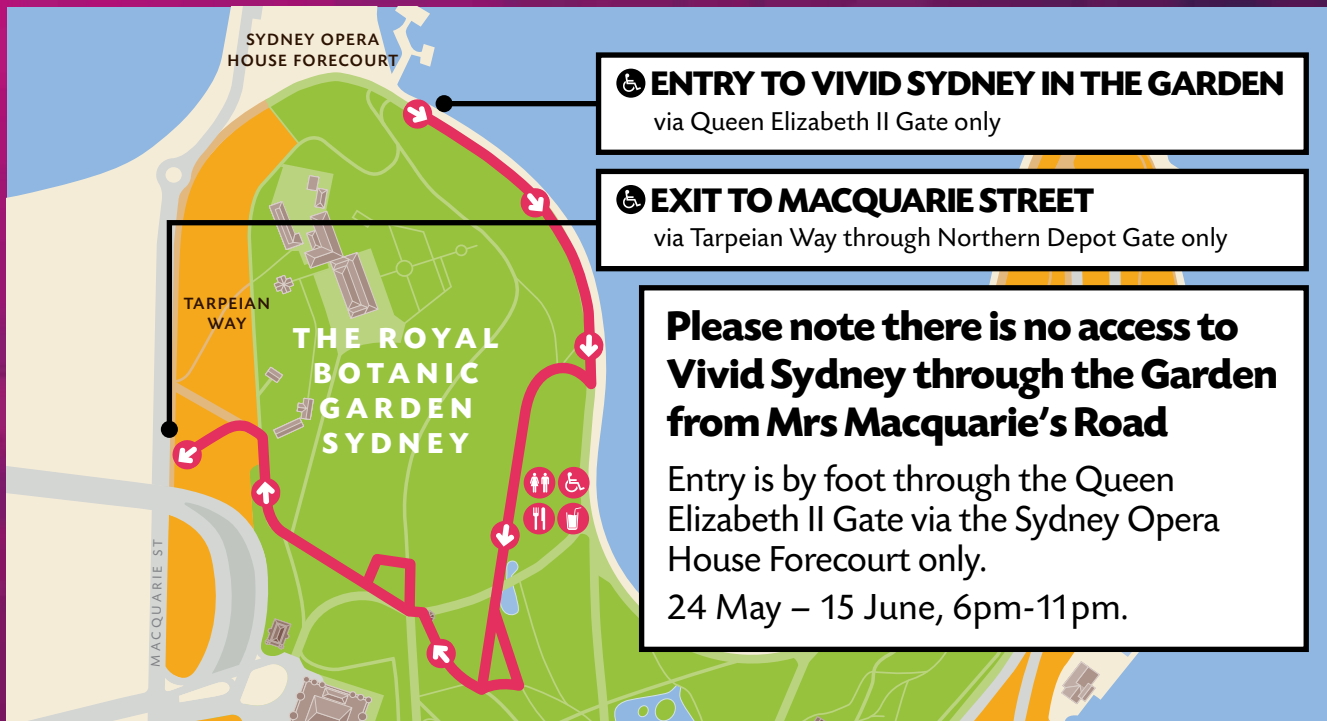 SYDNEY OPERA
HOUSE FORECOURT
ENTRY TO VIVID SYDNEY IN THE GARDEN
via Queen Elizabeth II Gate only
EXIT TO MACQUARIE STREET
via Tarpeian Way through Northern Depot Gate only
TARPEIAN
WAY
THE ROYAL
BOTANIC
GARDEN
SYDNEY
Please note there is no access to
Vivid Sydney through the Garden
from Mrs Macquarie’s Road
Entry is by foot through the Queen
Elizabeth II Gate via the Sydney Opera
House Forecourt only.
24 May – 15 June, 6pm-11pm.
MACQUARIE ST